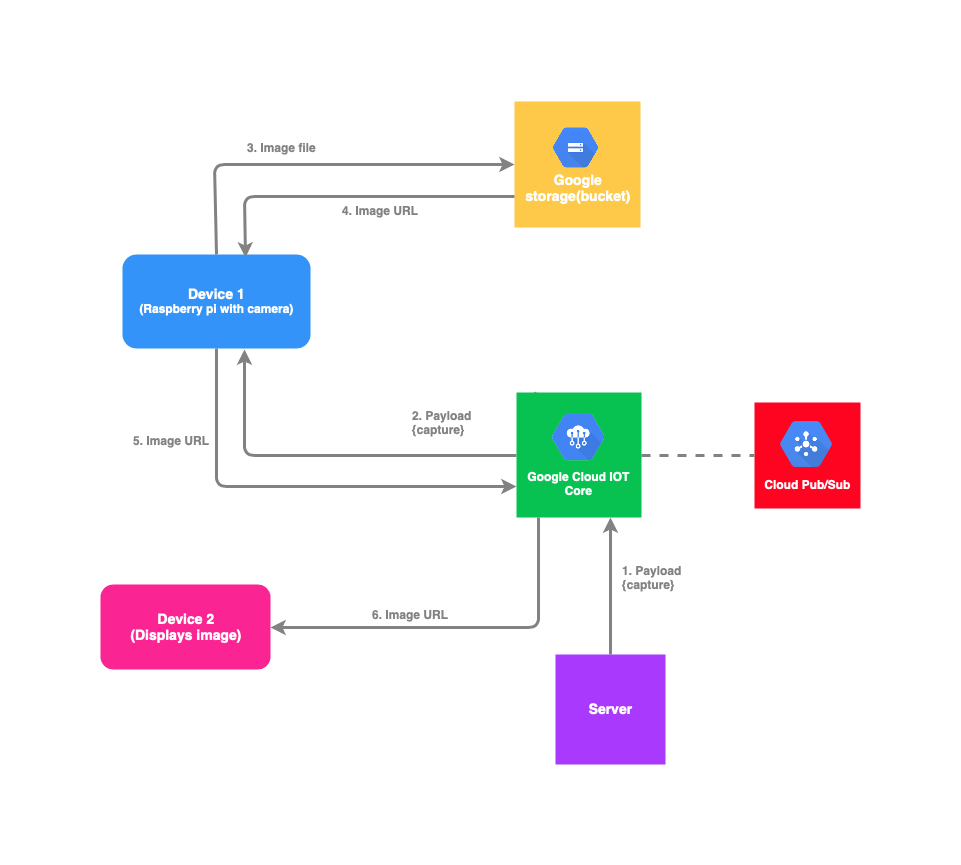 3. Image file
Google
storage(bucket)
4. Image URL
Device 1
(Raspberry pi with camera)
2. Payload
{capture}
5. Image URL
Google Cloud IOT
Core
Cloud Pub/Sub
1. Payload
{capture}
6. Image URL
Device 2
(Displays image)
Server